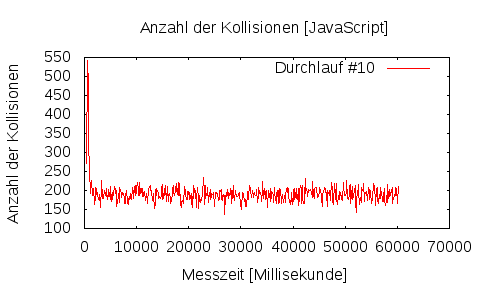 Anzahl der Kollisionen [JavaScript]
Durchlauf #10
Anzahl der Kollisionen
550
500
450
400
350
300
250
200
150
100
0 10000 20000 30000 40000 50000 60000 70000
Messzeit [Millisekunde]